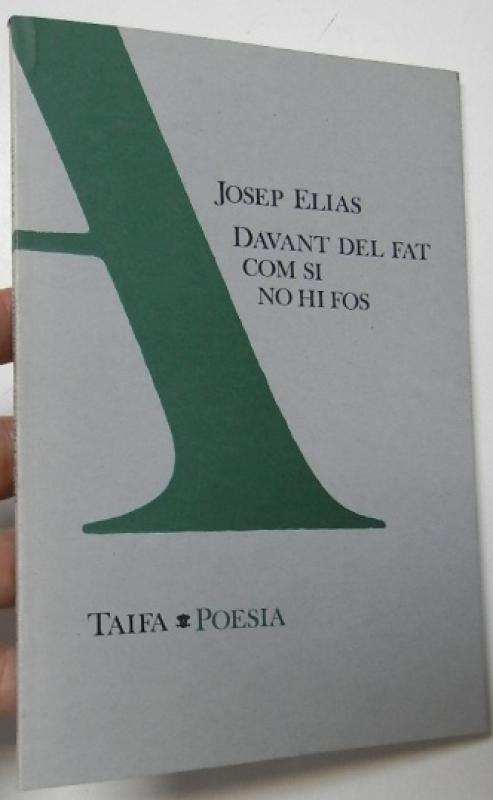 JOSEP ELIAS
DAVANT DEL FAT
COM SI
NO HI FOS
TAIFA POESIA